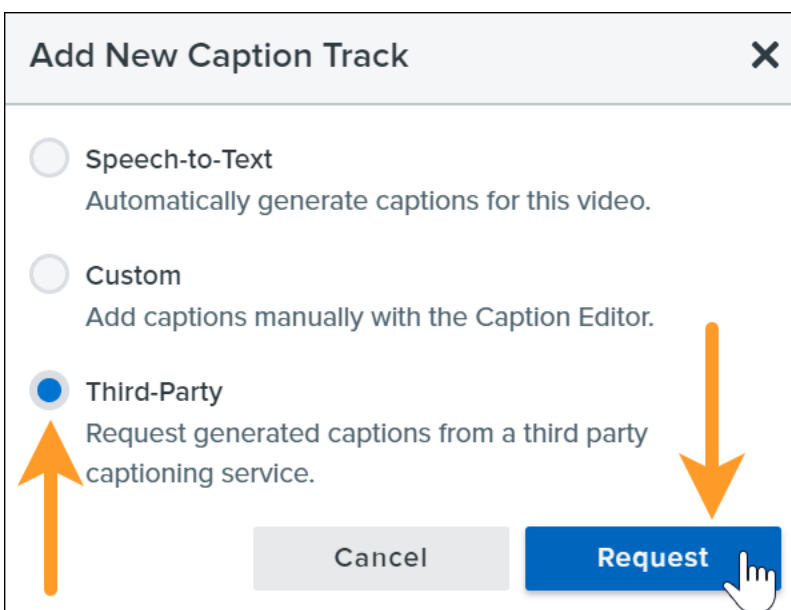 Add New Caption Track
Speech-to-Text
Automatically generate captions for this video.
Custom
Add captions manually with the Caption Editor.
Third-Party
Request generated captions from a third party
captioning service.
Cancel
Request